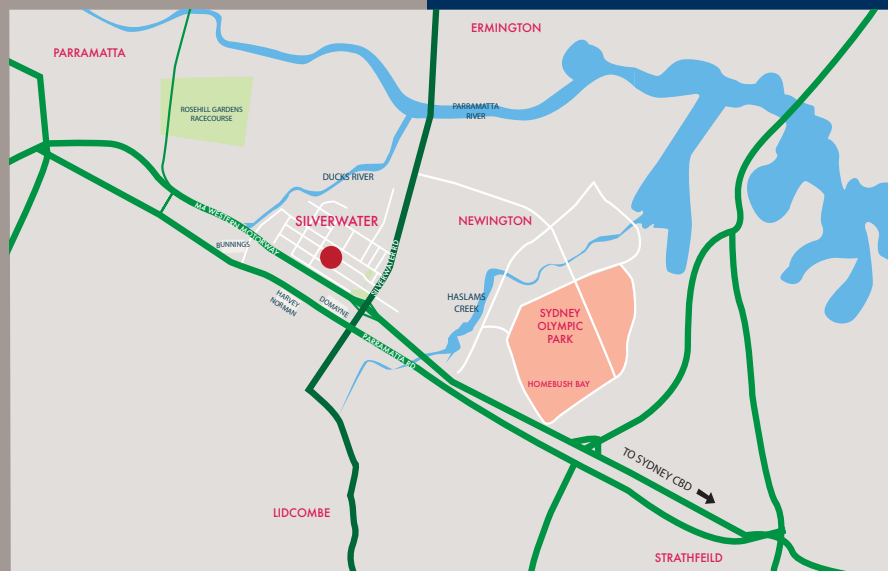 ERMINGTON
PARRAMATTA
PARRAMATTA
RIVER
ROSEHILL GARDENS
RACECOURSE
DUCKS RIVER
M4 WESTERN MOTORWAY
SILVERWATER
NEWINGTON
BUNNINGS
SILVERWATER RD
HARVEY
NORMAN
DOMAYNE
HASLAMS
CREEK
SYDNEY
OLYMPIC
PARK
PARRAMATTA RD
HOMEBUSH BAY
TO SYDNEY CBD
LIDCOMBE
STRATHFEILD